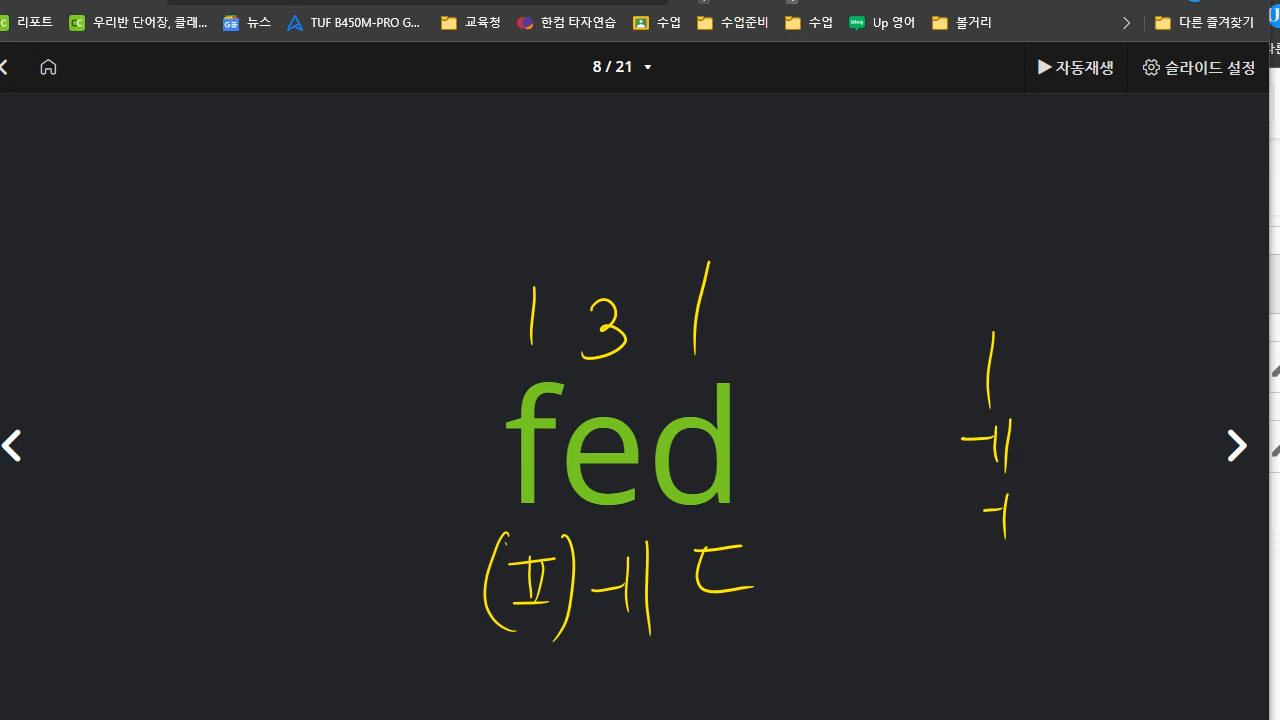 리포트 우리반 단어장, 클래... 뉴스 TUF B450M-PRO G... 교육청 한컴 타자연습 수업 수업준비 수업 Up 영어 볼거리 다른 즐겨찾기
8 / 21 자동재생 슬라이드 설정
1 3 1
fed
(ㅍ) ㅔ ㄷ
ㅣ
ㅔ
ㅓ